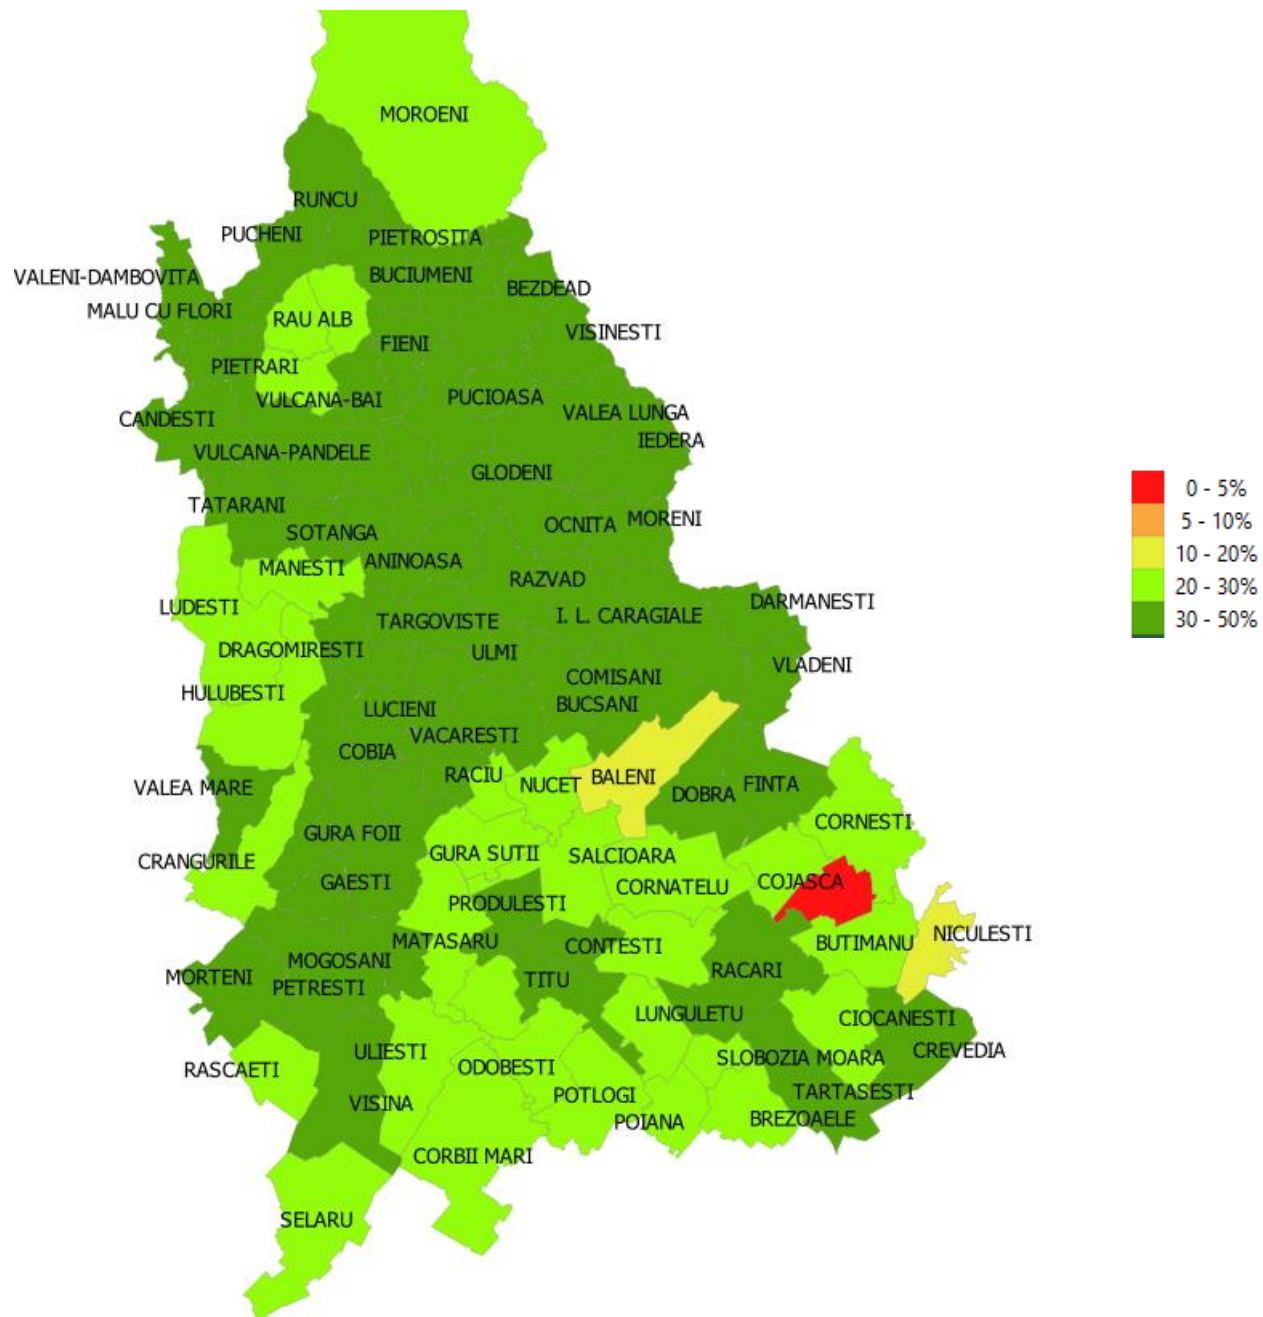 MOROENI
RUNCU
PUCHENI
PIETROSITA
VALENI-DAMBOVITA
BUCIUMENI
BEZDEAD
MALU CU FLORI
RAU ALB
VISINESTI
FIENI
PIETRARI
VULCANA-BAI
PUCIOASA
CANDESTI
VALEA LUNGA
IEDERA
VULCANA-PANDELE
GLODENI
TATARANI
SOTANGA
OCNITA
MORENI
MANESTI
ANINOASA
RAZVAD
LUDESTI
TARGOVISTE
I. L. CARAGIALE
DARMANESTI
DRAGOMIRESTI
ULMI
VLADENI
HULUBESTI
COMISANI
BUCSANI
LUCIENI
VACARESTI
COBIA
RACIU
NUCET
BALENI
VALEA MARE
DOBRA
FINTA
GURA FOII
CORNESTI
CRANGURILE
GURA SUTII
SALCIOARA
GAESTI
CORNATELU
COJASCA
PRODULESTI
MATASARU
CONTESTI
BUTIMANU
NICULESTI
MORTENI
MOGOSANI
PETRESTI
TITU
RACARI
LUNGULETU
CIOCANESTI
RASCAETI
ULIESTI
ODOBESTI
SLOBOZIA MOARA
CREVEDIA
VISINA
POTLOGI
TARTASESTI
POIANA
BREZOAELE
CORBII MARI
SELARU
0 - 5%
5 - 10%
10 - 20%
20 - 30%
30 - 50%